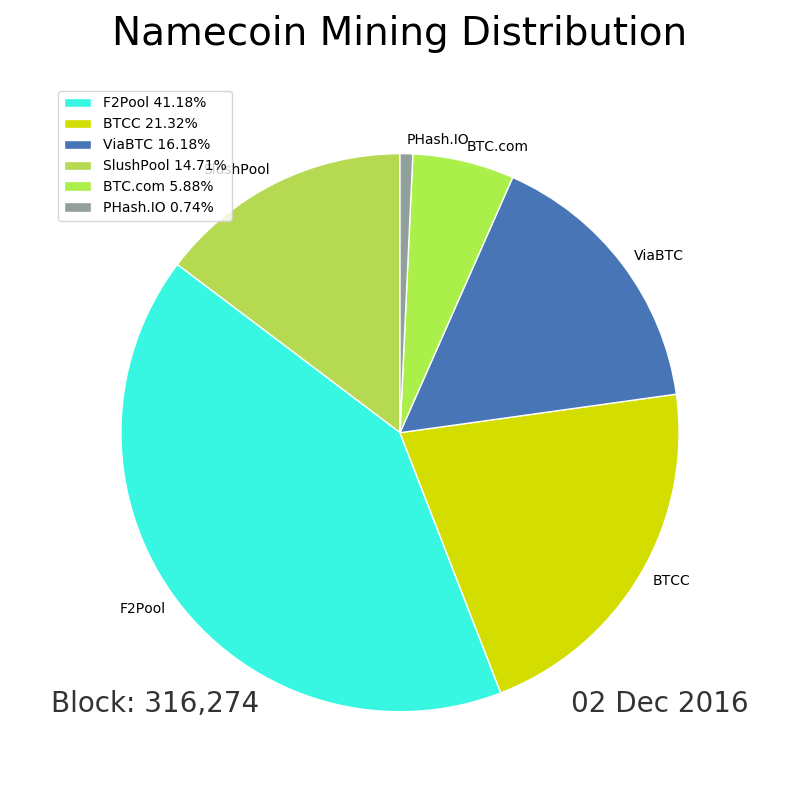 Namecoin Mining Distribution
F2Pool 41.18%
BTCC 21.32%
ViaBTC 16.18%
SlushPool 14.71%
BTC.com 5.88%
PHash.IO 0.74%
PHash.IO
BTC.com
SlushPool
ViaBTC
BTCC
F2Pool
Block: 316,274
02 Dec 2016